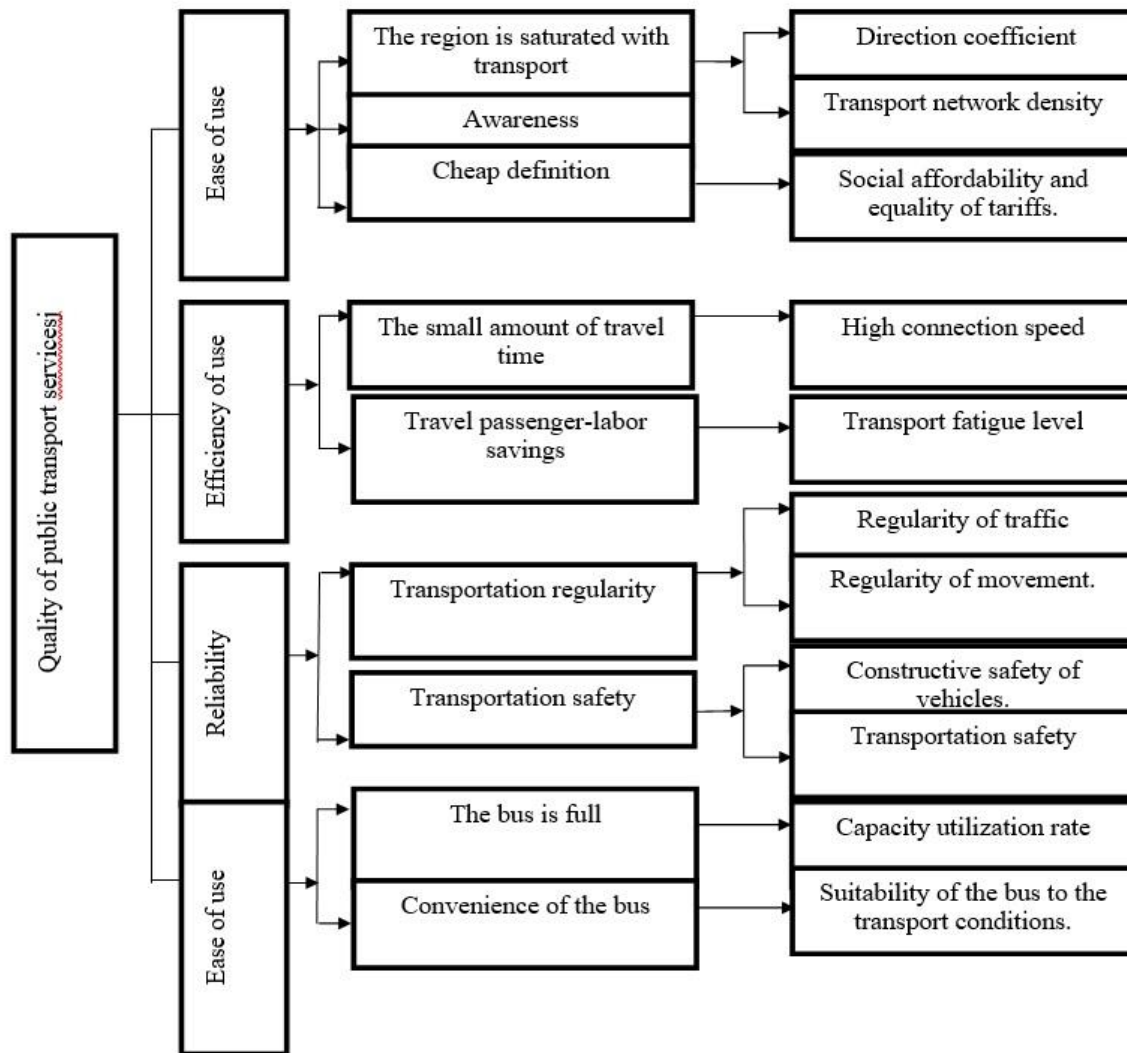 Quality of public transport servicesi
Ease of use
The region is saturated with
transport
Awareness
Cheap definition
Direction coefficient
Transport network density
Social affordability and
equality of tariffs.
Efficiency of use
The small amount of travel
time
Travel passenger-labor
savings
High connection speed
Transport fatigue level
Reliability
Transportation regularity
Transportation safety
Regularity of traffic
Regularity of movement.
Constructive safety of
vehicles.
Transportation safety
Ease of use
The bus is full
Convenience of the bus
Capacity utilization rate
Suitability of the bus to the
transport conditions.